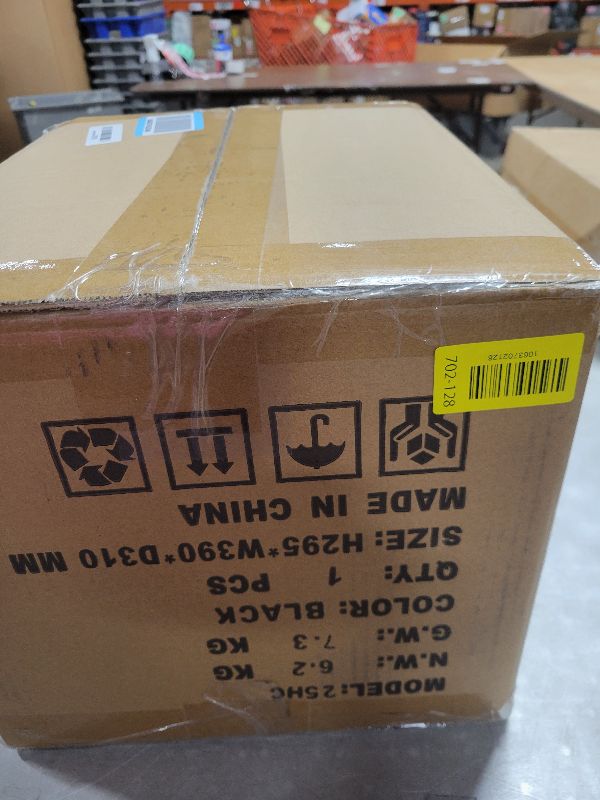 MODEL: 25HC
N.W.: 6.2 KG
G.W.: 7.3 KG
COLOR: BLACK
QTY: 1 PCS
SIZE: H295*W390*D310 MM
MADE IN CHINA
702-128
1063702126